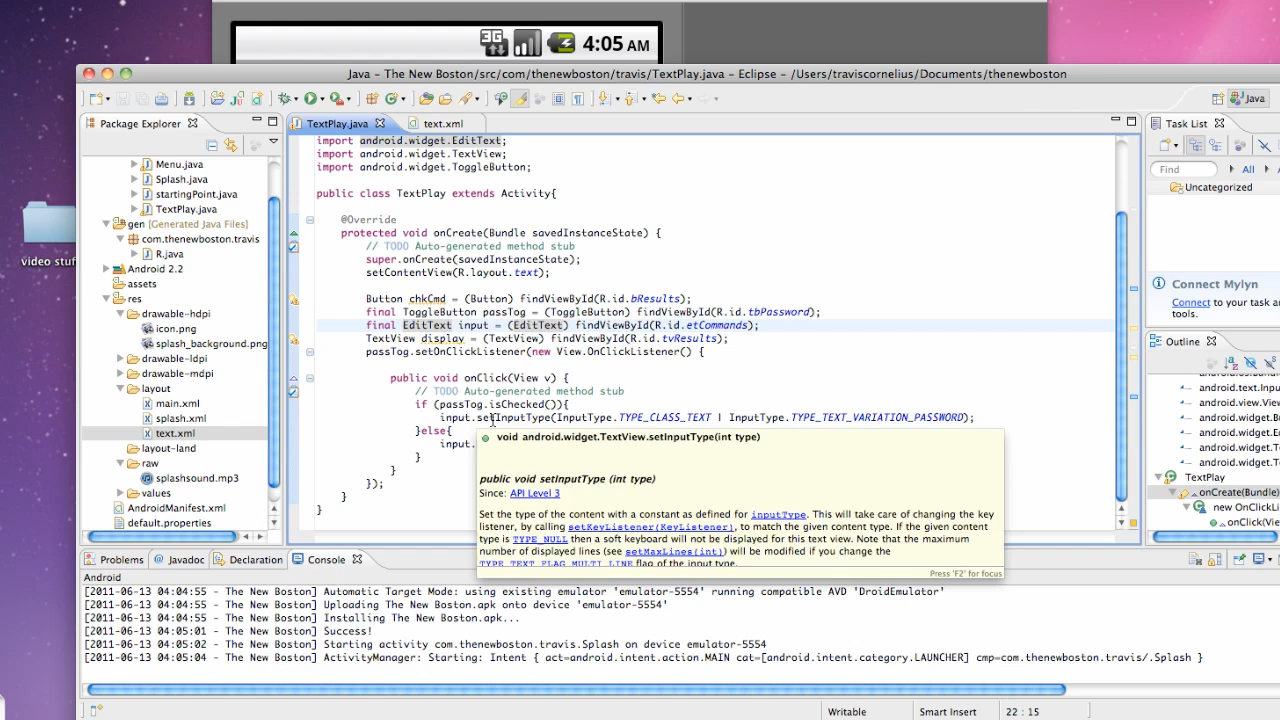 3G 4:05 AM
Java - The New Boston/src/com/thenewboston/travis/TextPlay.java - Eclipse - /Users/traviscornelius/Documents/thenewboston
Java
Package Explorer
Menu.java
Splash.java
startingPoint.java
TextPlay.java
gen [Generated Java Files]
com.thenewboston.travis
R.java
Android 2.2
assets
res
drawable-hdpi
icon.png
splash_background.png
drawable-ldpi
drawable-mdpi
layout
main.xml
splash.xml
text.xml
layout-land
raw
splashsound.mp3
values
AndroidManifest.xml
default.properties
video stuf
TextPlay.java
text.xml
import android.widget.EditText;
import android.widget.TextView;
import android.widget.ToggleButton;
public class TextPlay extends Activity{
@Override
protected void onCreate(Bundle savedInstanceState) {
// TODO Auto-generated method stub
super.onCreate(savedInstanceState);
setContentView(R.layout.text);
Button chkCmd = (Button) findViewById(R.id.bResults);
final ToggleButton passTog = (ToggleButton) findViewById(R.id.tbPassword);
final EditText input = (EditText) findViewById(R.id.etCommands);
TextView display = (TextView) findViewById(R.id.tvResults);
passTog.setOnClickListener(new View.OnClickListener() {
public void onClick(View v) {
// TODO Auto-generated method stub
if (passTog.isChecked()){
input.setInputType(InputType.TYPE_CLASS_TEXT | InputType.TYPE_TEXT_VARIATION_PASSWORD);
}else{
input.
}
}
});
}
}
void android.widget.TextView.setInputType(int type)
public void setInputType (int type)
Since: API Level 3
Set the type of the content with a constant as defined for inputType. This will take care of changing the key
listener, by calling setKeyListener(KeyListener), to match the given content type. If the given content
type is TYPE_NULL then a soft keyboard will not be displayed for this text view. Note that the maximum
number of displayed lines (see setMaxLines(int)) will be modified if you change the
TYPE_TEXT_FLAG_MULTI_LINE flag of the input type.
Press 'F2' for focus
Task List
Find
All
Uncategorized
Connect Mylyn
Connect to your task a
tors.
Outline
android.text.Inpu
android.view.View
android.widget.
android.widget.E
android.widget.T
android.widget.T
TextPlay
onCreate(Bundle)
new OnClickLi
onClick(Vie
Problems
Javadoc
Declaration
Console
Android
[2011-06-13 04:04:55 - The New Boston] Automatic Target Mode: using existing emulator 'emulator-5554' running compatible AVD 'DroidEmulator'
[2011-06-13 04:04:55 - The New Boston] Uploading The New Boston.apk onto device 'emulator-5554'
[2011-06-13 04:04:55 - The New Boston] Installing The New Boston.apk...
[2011-06-13 04:05:01 - The New Boston] Success!
[2011-06-13 04:05:02 - The New Boston] Starting activity com.thenewboston.travis.Splash on device emulator-5554
[2011-06-13 04:05:04 - The New Boston] ActivityManager: Starting: Intent { act=android.intent.action.MAIN cat=[android.intent.category.LAUNCHER] cmp=com.thenewboston.travis/.Splash }
Writable
Smart Insert
22 : 15